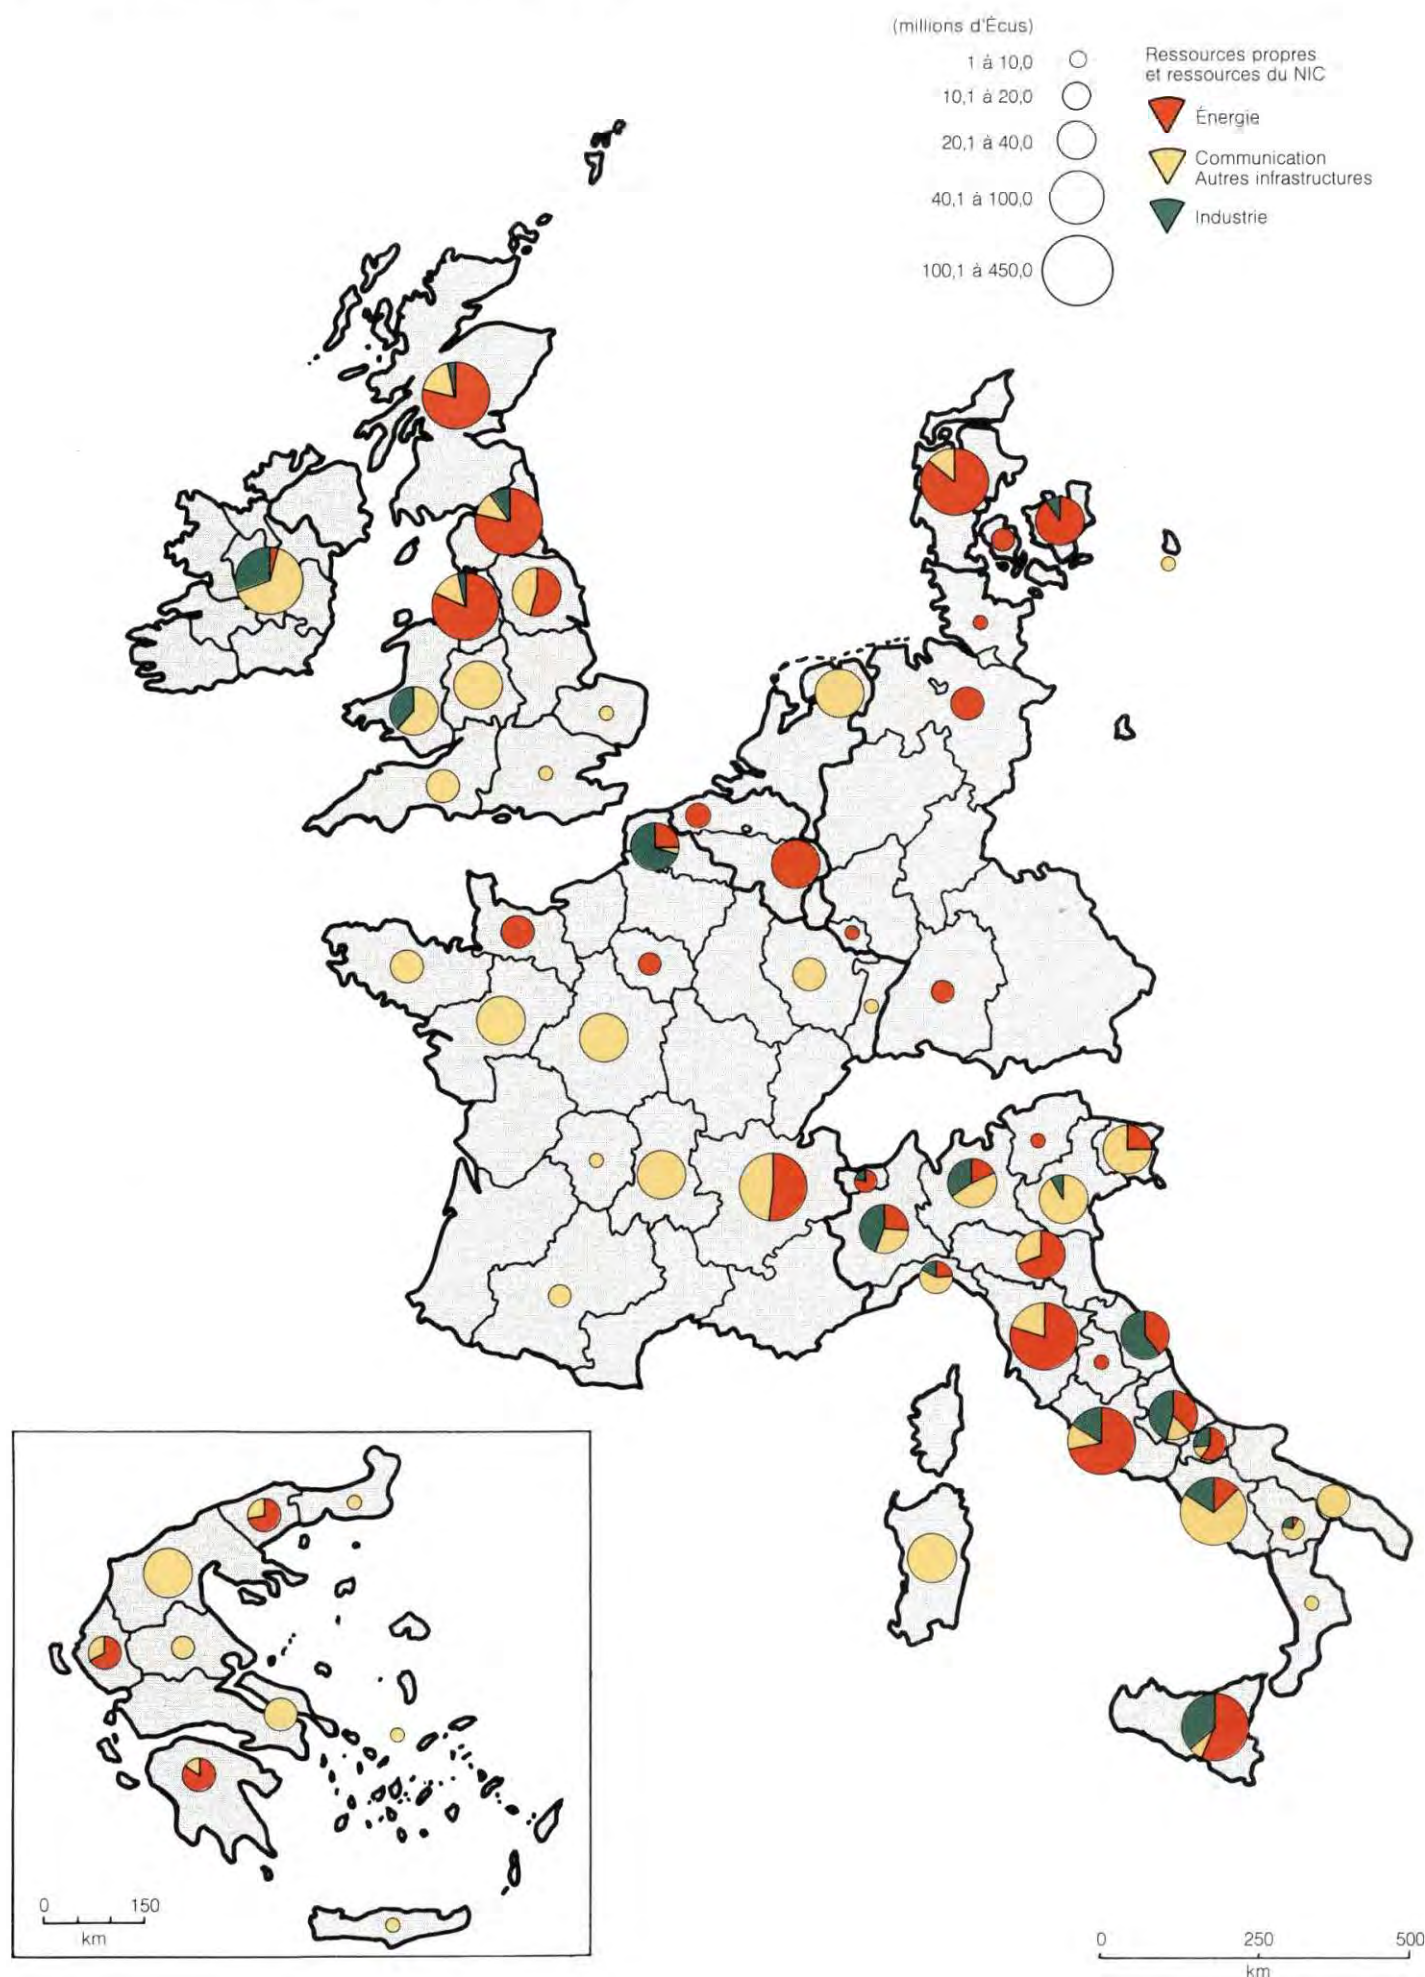 (millions d'Écus)
1 à 10,0
10,1 à 20,0
20,1 à 40,0
40,1 à 100,0
100,1 à 450,0
Ressources propres
et ressources du NIC
Énergie
Communication
Autres infrastructures
Industrie
0 150
km
0 250 500
km